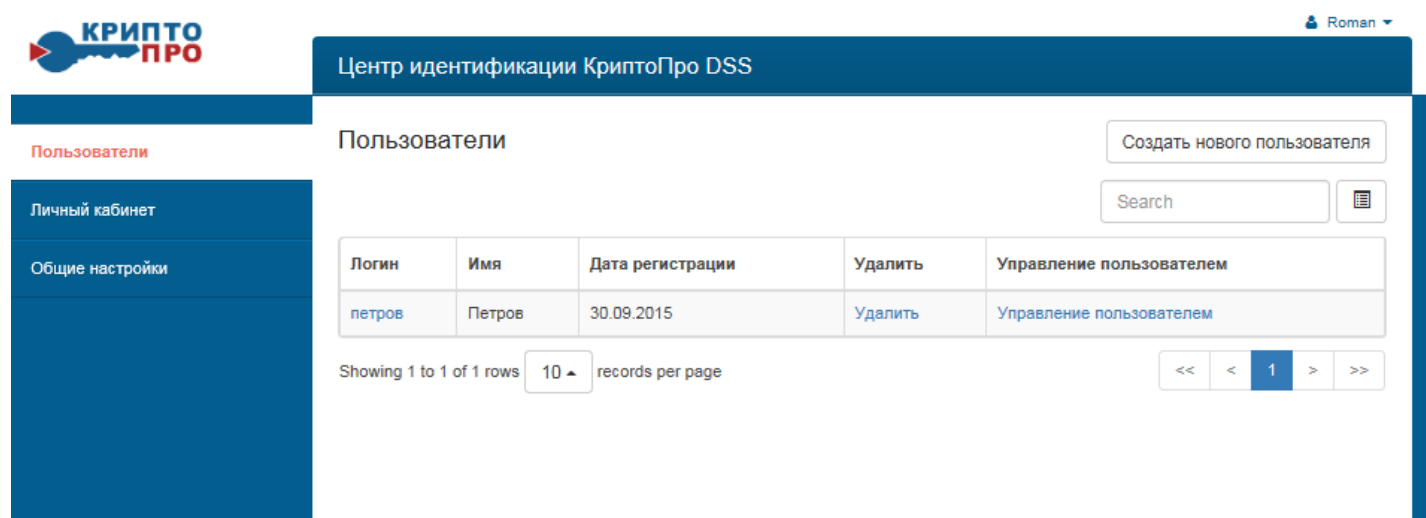 КРИПТО
ПРО
Roman
Центр идентификации КриптоПро DSS
Пользователи
Личный кабинет
Общие настройки
Пользователи
Создать нового пользователя
Search
Логин Имя Дата регистрации Удалить Управление пользователем
петров Петров 30.09.2015 Удалить Управление пользователем
Showing 1 to 1 of 1 rows 10 records per page << < 1 > >>